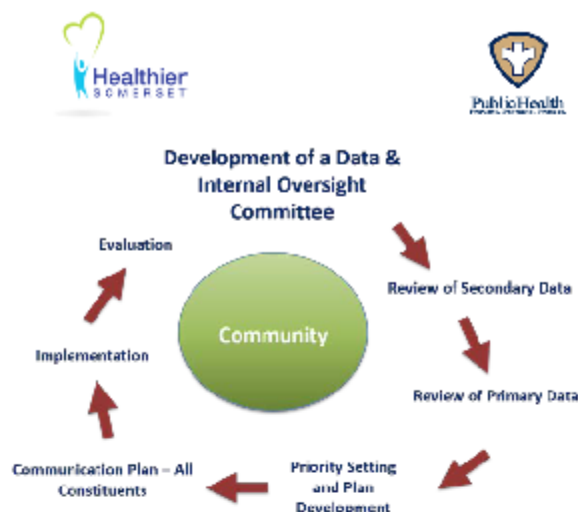 Healthier
SOMERSET
PublicHealth
Development of a Data &
Internal Oversight
Committee
Evaluation
Review of Secondary Data
Community
Implementation
Review of Primary Data
Communication Plan – All
Constituents
Priority Setting
and Plan
Development